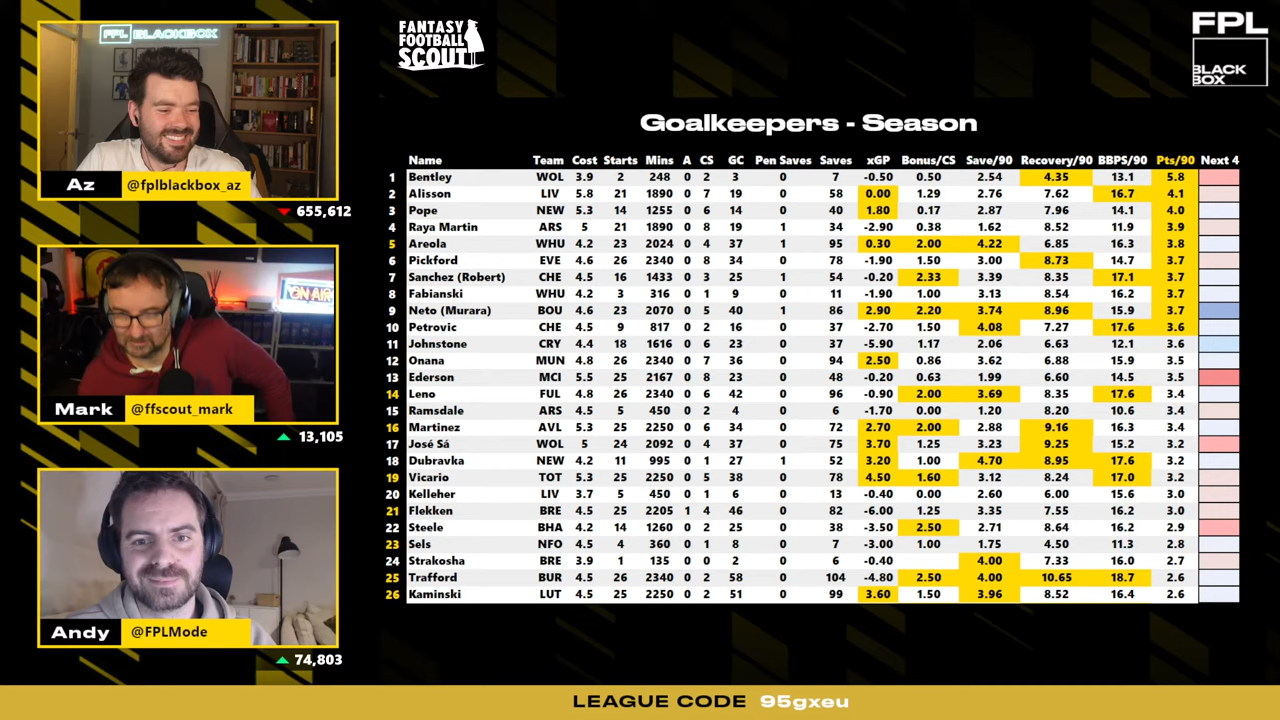 FPL BLACKBOX
Az @fplblackbox_az
655,612
ON AIR
Mark @ffscout_mark
13,105
Andy @FPLMode
74,803
FANTASY
FOOTBALL
SCOUT
FPL
BLACK
BOX
Goalkeepers - Season
Name Team Cost Starts Mins A CS GC Pen Saves Saves xGP Bonus/CS Save/90 Recovery/90 BBPS/90 Pts/90 Next 4
1 Bentley WOL 3.9 2 248 0 2 3 0 7 -0.50 0.50 2.54 4.35 13.1 5.8
2 Alisson LIV 5.8 21 1890 0 7 19 0 58 0.00 1.29 2.76 7.62 16.7 4.1
3 Pope NEW 5.3 14 1255 0 6 14 0 40 1.80 0.17 2.87 7.96 14.1 4.0
4 Raya Martin ARS 5 21 1890 0 8 19 1 34 -2.90 0.38 1.62 8.52 11.9 3.9
5 Areola WHU 4.2 23 2024 0 4 37 1 95 0.30 2.00 4.22 6.85 16.3 3.8
6 Pickford EVE 4.6 26 2340 0 8 34 0 78 -1.90 1.50 3.00 8.73 14.7 3.7
7 Sanchez (Robert) CHE 4.5 16 1433 0 3 25 1 54 -0.20 2.33 3.39 8.35 17.1 3.7
8 Fabianski WHU 4.2 3 316 0 1 9 0 11 -1.90 1.00 3.13 8.54 16.2 3.7
9 Neto (Murara) BOU 4.6 23 2070 0 5 40 1 86 2.90 2.20 3.74 8.96 15.9 3.7
10 Petrovic CHE 4.5 9 817 0 2 16 0 37 -2.70 1.50 4.08 7.27 17.6 3.6
11 Johnstone CRY 4.4 18 1616 0 6 23 0 37 -5.90 1.17 2.06 6.63 12.1 3.6
12 Onana MUN 4.8 26 2340 0 7 36 0 94 2.50 0.86 3.62 6.88 15.9 3.5
13 Ederson MCI 5.5 25 2167 0 8 23 0 48 -0.20 0.63 1.99 6.60 14.5 3.5
14 Leno FUL 4.8 26 2340 0 6 42 0 96 -0.90 2.00 3.69 8.35 17.6 3.4
15 Ramsdale ARS 4.5 5 450 0 2 4 0 6 -1.70 0.00 1.20 8.20 10.6 3.4
16 Martinez AVL 5.3 25 2250 0 6 34 0 72 2.70 2.00 2.88 9.16 16.3 3.4
17 José Sá WOL 5 24 2092 0 4 37 0 75 3.70 1.25 3.23 9.25 15.2 3.2
18 Dubravka NEW 4.2 11 995 0 1 27 1 52 3.20 1.00 4.70 8.95 17.6 3.2
19 Vicario TOT 5.3 25 2250 0 5 38 0 78 4.50 1.60 3.12 8.24 17.0 3.2
20 Kelleher LIV 3.7 5 450 0 1 6 0 13 -0.40 0.00 2.60 6.00 15.6 3.0
21 Flekken BRE 4.5 25 2205 1 4 46 0 82 -6.00 1.25 3.35 7.55 16.2 3.0
22 Steele BHA 4.2 14 1260 0 2 25 0 38 -3.50 2.50 2.71 8.64 16.2 2.9
23 Sels NFO 4.5 4 360 0 1 8 0 7 -3.00 1.00 1.75 4.50 11.3 2.8
24 Strakosha BRE 3.9 1 135 0 0 2 0 6 -0.40 4.00 7.33 16.0 2.7
25 Trafford BUR 4.5 26 2340 0 2 58 0 104 -4.80 2.50 4.00 10.65 18.7 2.6
26 Kaminski LUT 4.5 25 2250 0 2 51 0 99 3.60 1.50 3.96 8.52 16.4 2.6
LEAGUE CODE 95gxeu